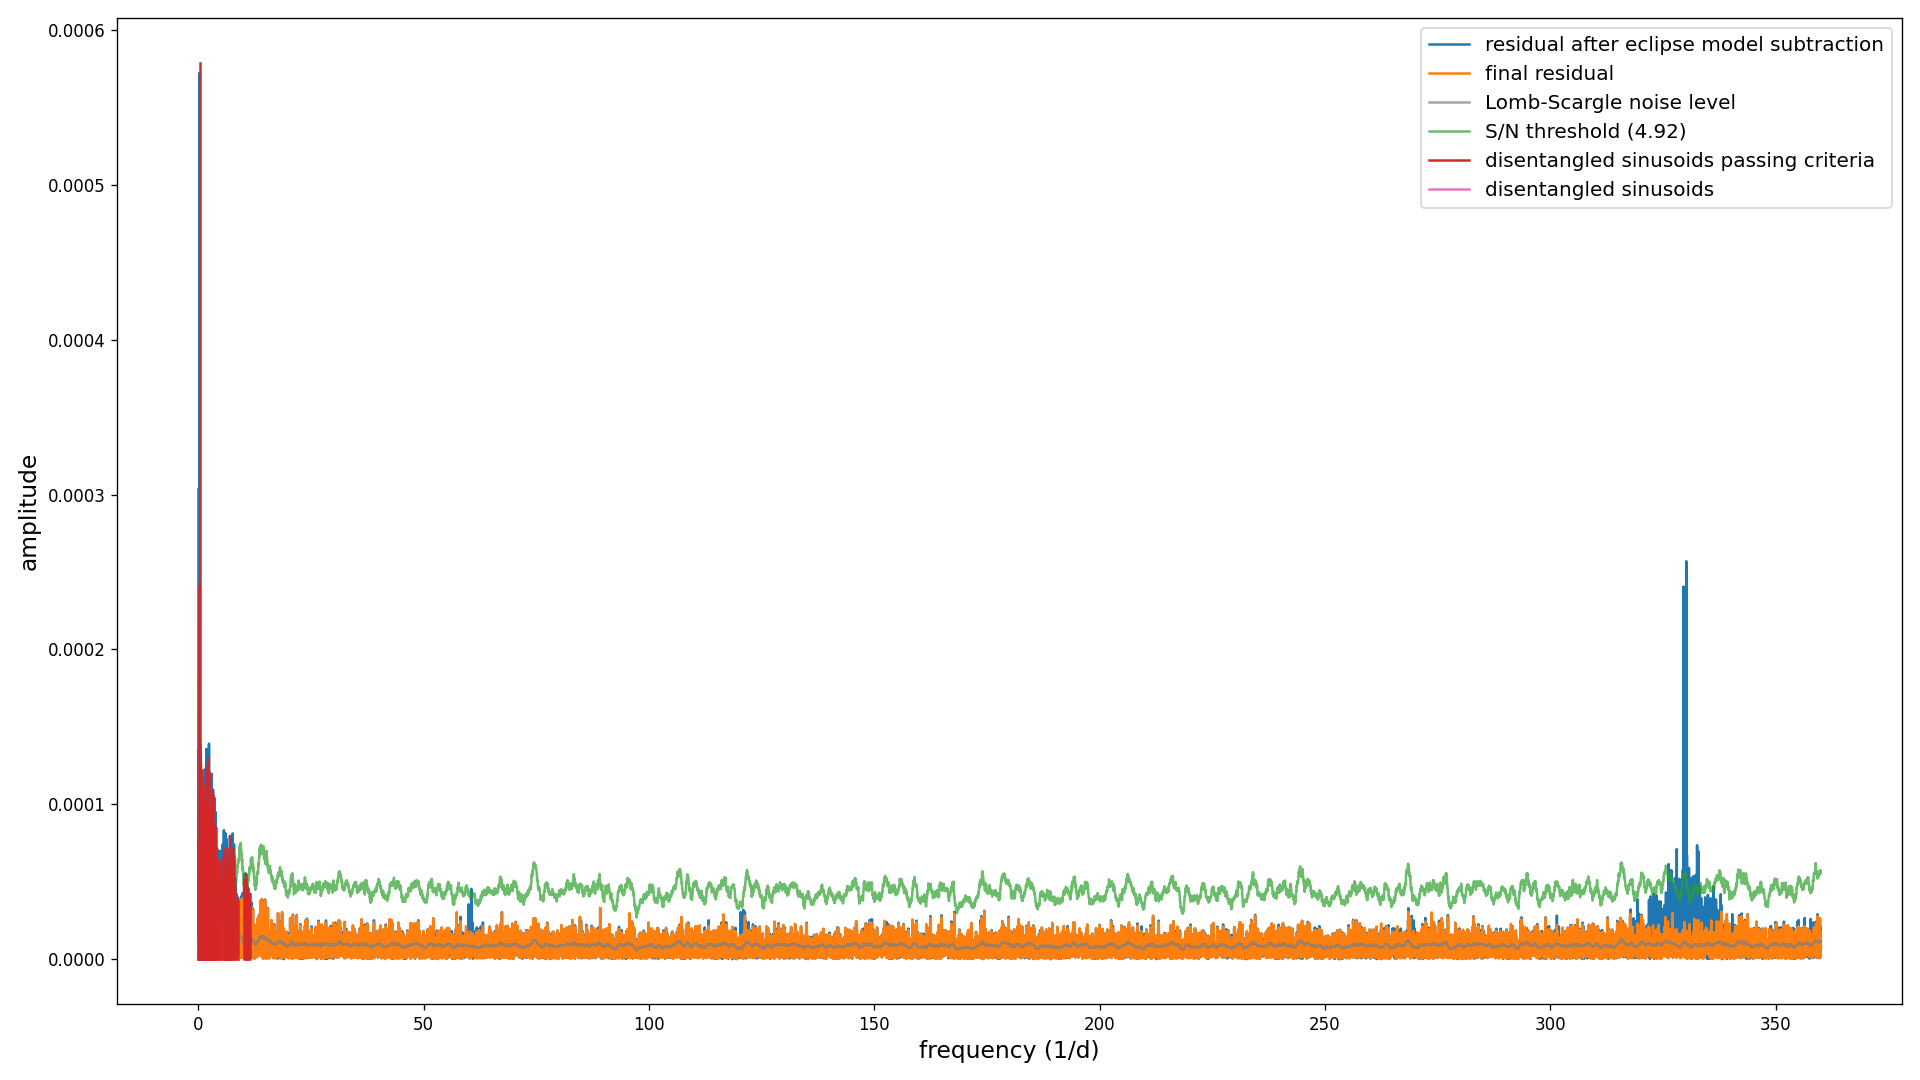 0.0006
0.0005
0.0004
0.0003
0.0002
0.0001
0.0000
amplitude
0
50
100
150
200
250
300
350
frequency (1/d)
residual after eclipse model subtraction
final residual
Lomb-Scargle noise level
S/N threshold (4.92)
disentangled sinusoids passing criteria
disentangled sinusoids